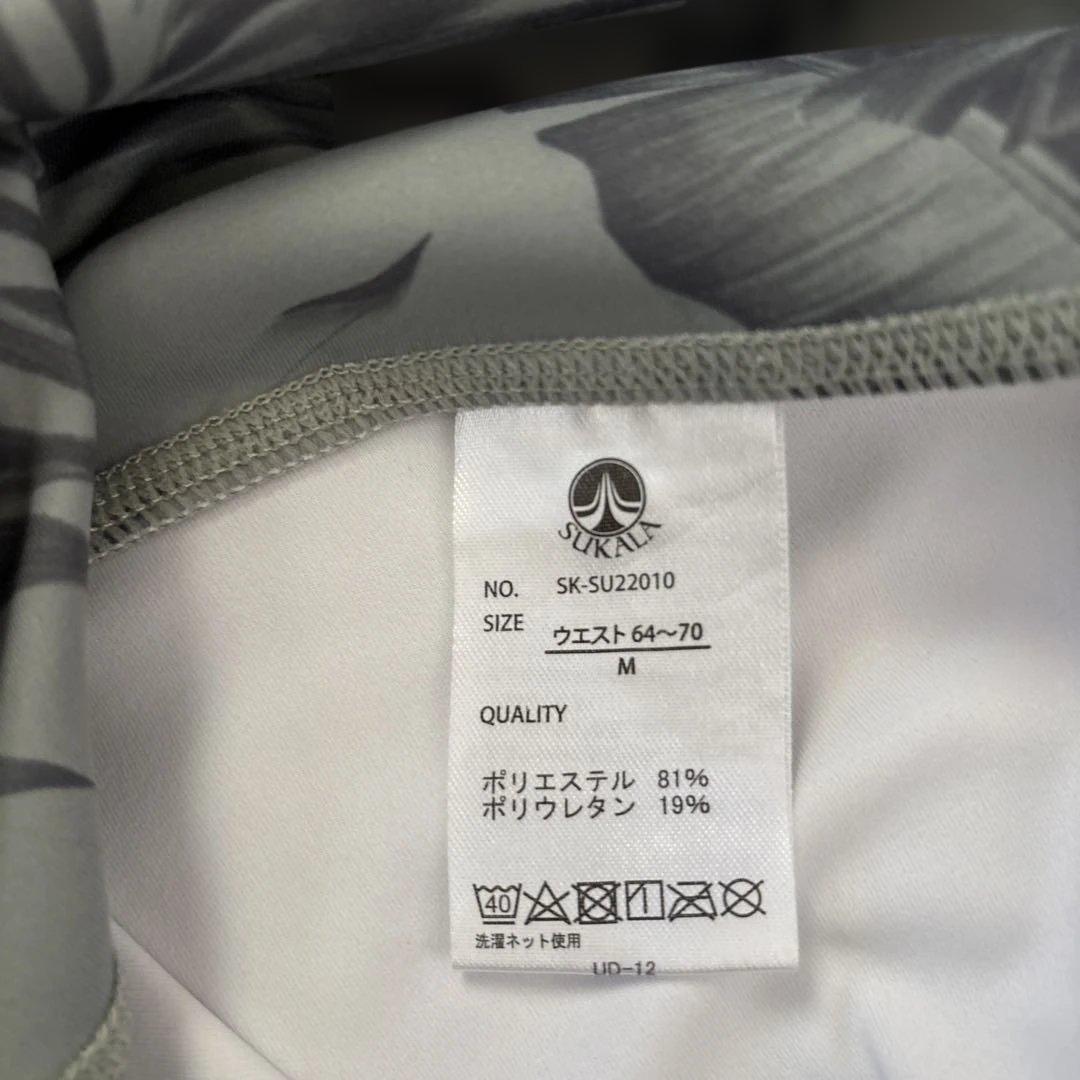 SUKALA
NO. SK-SU22010
SIZE ウエスト 64〜70
M
QUALITY
ポリエステル 81%
ポリウレタン 19%
40
洗濯ネット使用
UD-12